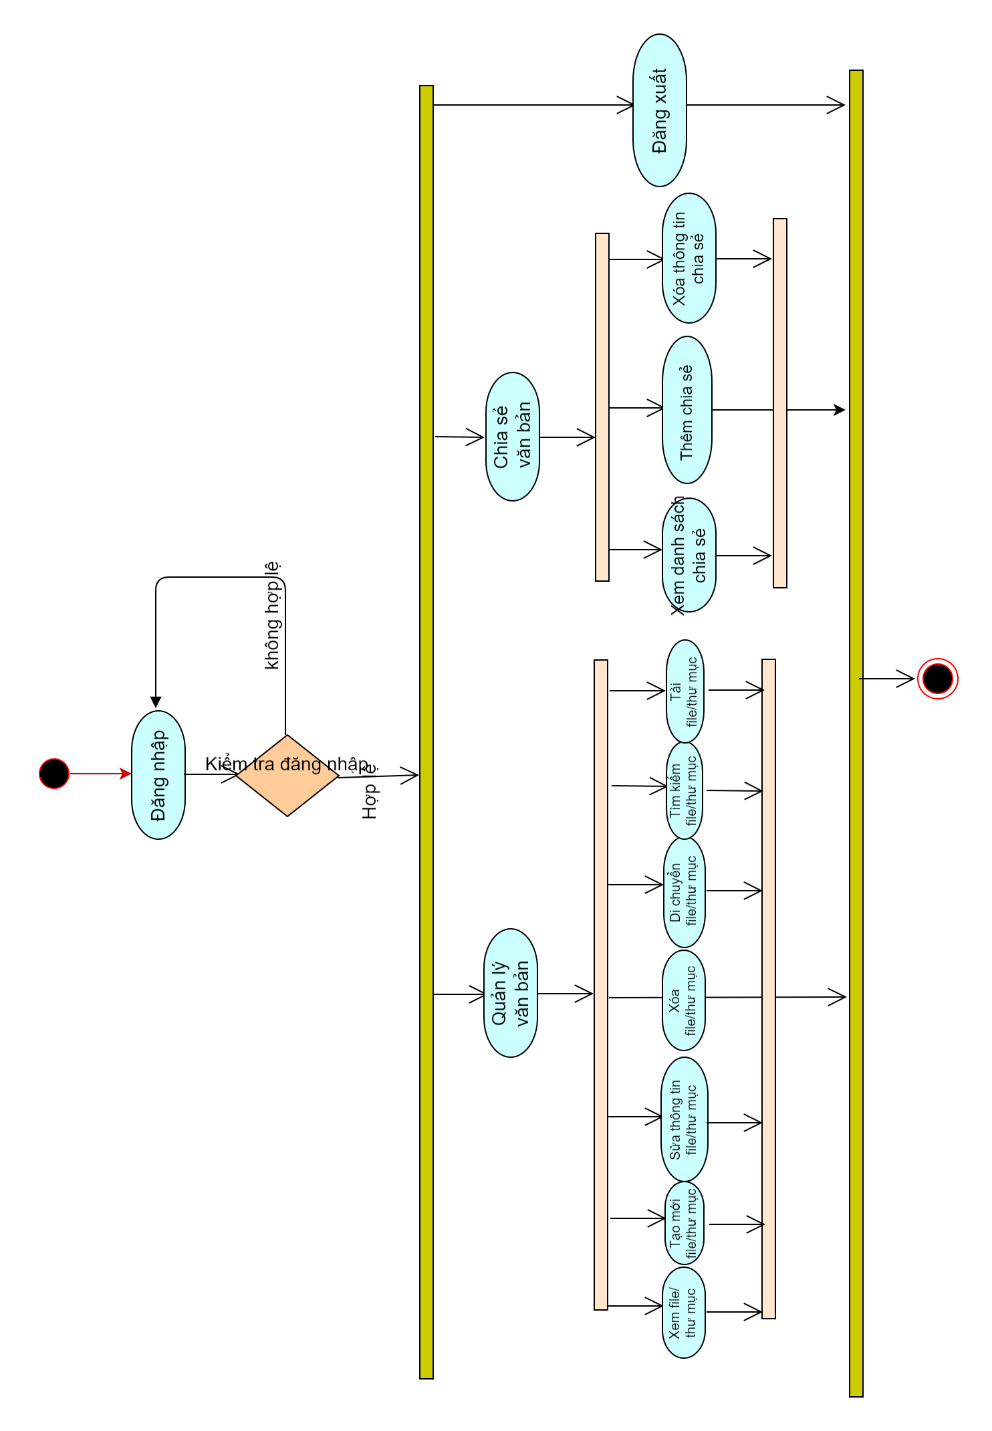 Đăng nhập
Kiểm tra đăng nhập
không hợp lệ
Hợp lệ
Đăng xuất
Chia sẻ
văn bản
Xóa thông tin
chia sẻ
Thêm chia sẻ
Xem danh sách
chia sẻ
Quản lý
văn bản
Tải
file/thư mục
Tìm kiếm
file/thư mục
Di chuyển
file/thư mục
Xóa
file/thư mục
Sửa thông tin
file/thư mục
Tạo mới
file/thư mục
Xem file/
thư mục